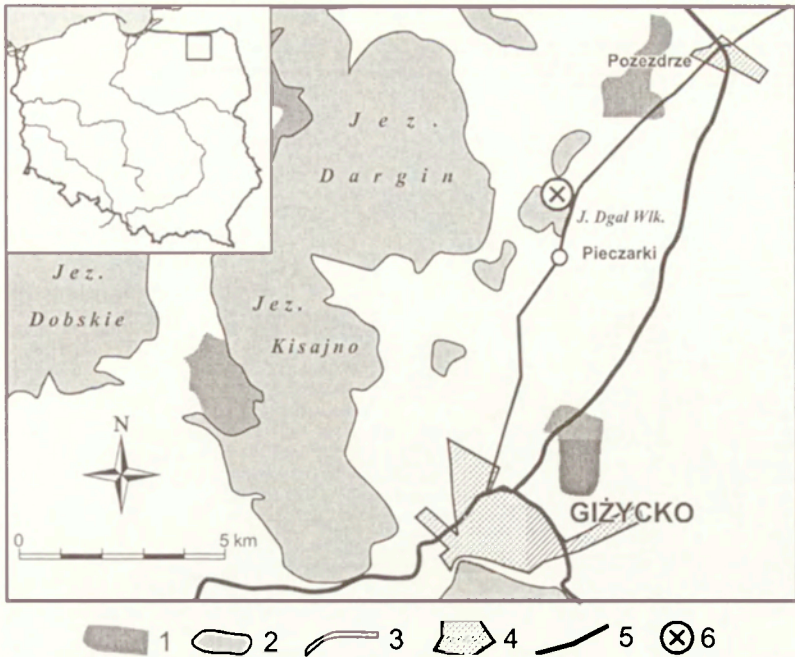 Pozezdrze
Jez.
Dargin
J. Dgał Wlk.
Pieczarki
Jez.
Dobskie
Jez.
Kisajno
N
GIŻYCKO
0 5 km
1 2 3 4 5 6